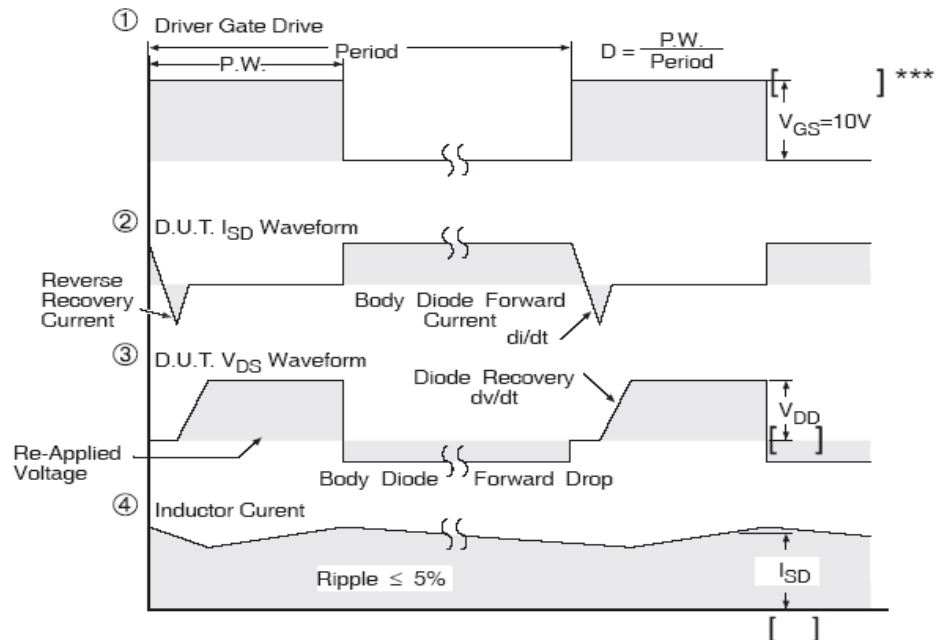 ① Driver Gate Drive
P.W.
Period
D = P.W.
Period
[ ] ***
VGS=10V
② D.U.T. ISD Waveform
Reverse
Recovery
Current
Body Diode Forward
Current
di/dt
③ D.U.T. VDS Waveform
Diode Recovery
dv/dt
VDD
[ ]
Re-Applied
Voltage
Body Diode Forward Drop
④ Inductor Curent
Ripple ≤ 5%
ISD
[ ]